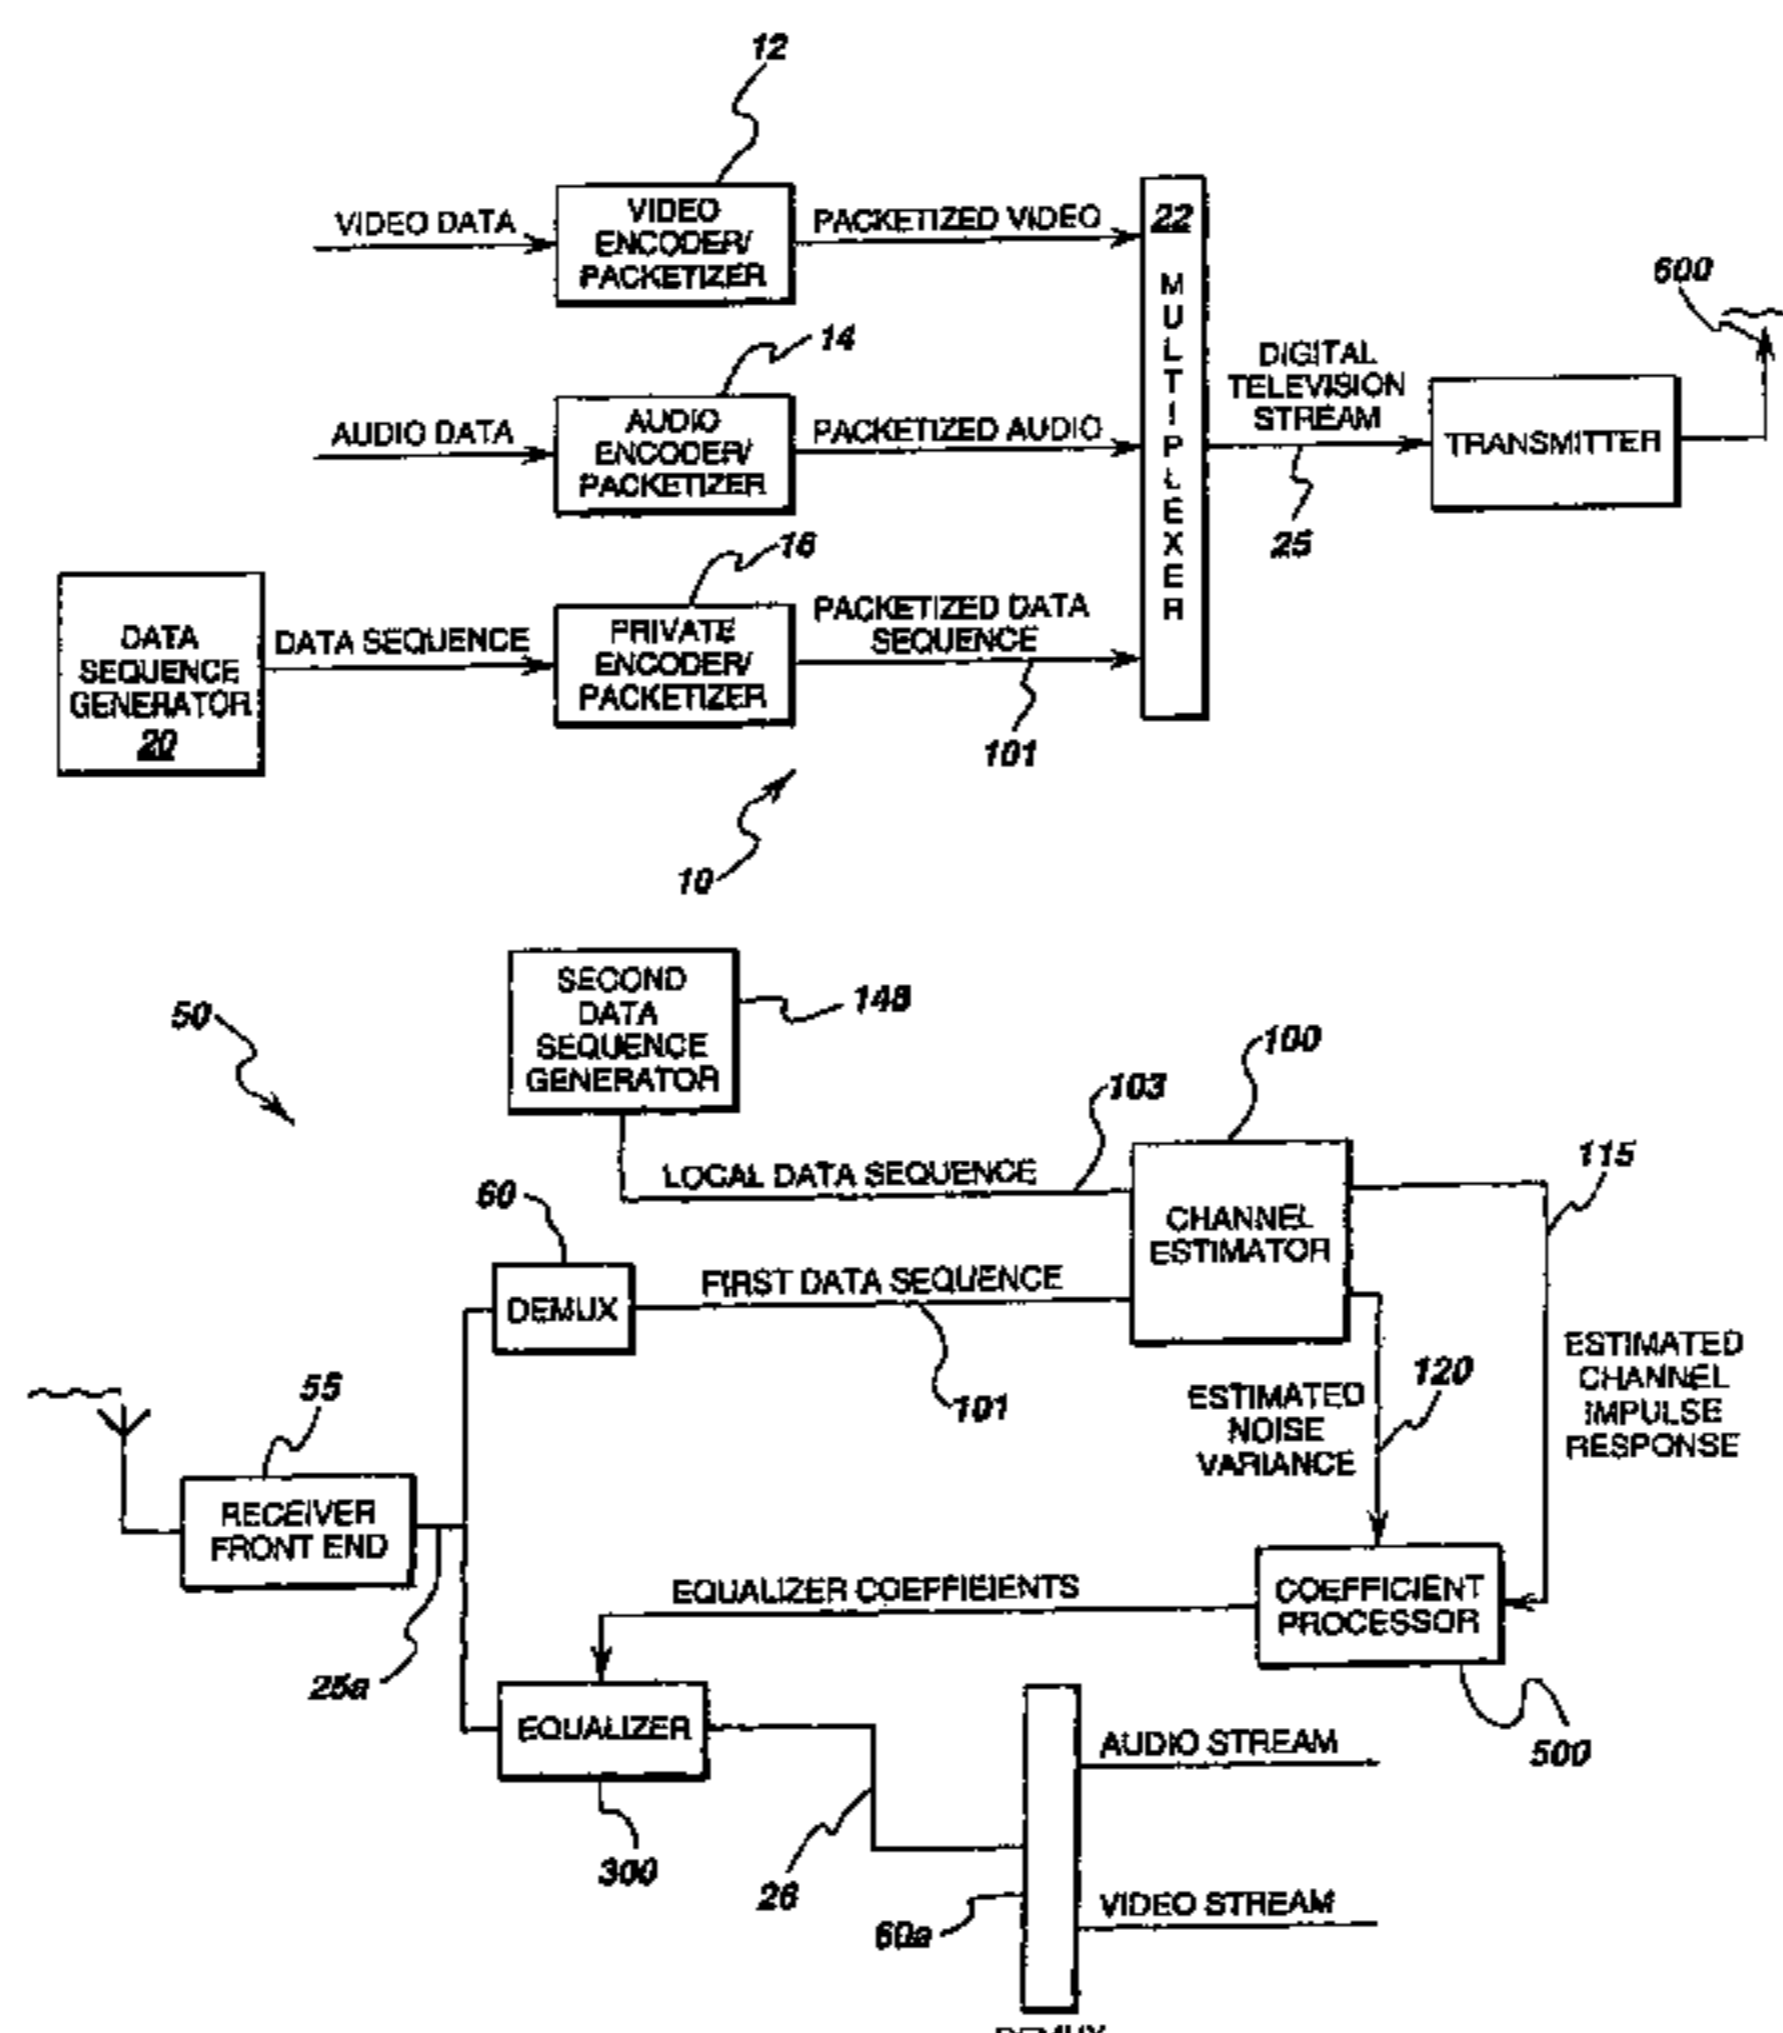 12
VIDEO DATA
VIDEO
ENCODER/
PACKETIZER
PACKETIZED VIDEO
22
MULTIPLEXER
600
14
AUDIO DATA
AUDIO
ENCODER/
PACKETIZER
PACKETIZED AUDIO
DIGITAL
TELEVISION
STREAM
TRANSMITTER
25
16
DATA
SEQUENCE
GENERATOR
20
DATA SEQUENCE
PRIVATE
ENCODER/
PACKETIZER
PACKETIZED DATA
SEQUENCE
101
10
SECOND
DATA
SEQUENCE
GENERATOR
148
50
100
103
LOCAL DATA SEQUENCE
115
60
CHANNEL
ESTIMATOR
DEMUX
FIRST DATA SEQUENCE
101
ESTIMATED
CHANNEL
IMPULSE
RESPONSE
120
ESTIMATED
NOISE
VARIANCE
55
RECEIVER
FRONT END
25a
EQUALIZER COEFFIEIENTS
COEFFICIENT
PROCESSOR
500
EQUALIZER
300
26
AUDIO STREAM
60a
VIDEO STREAM
DEMUX